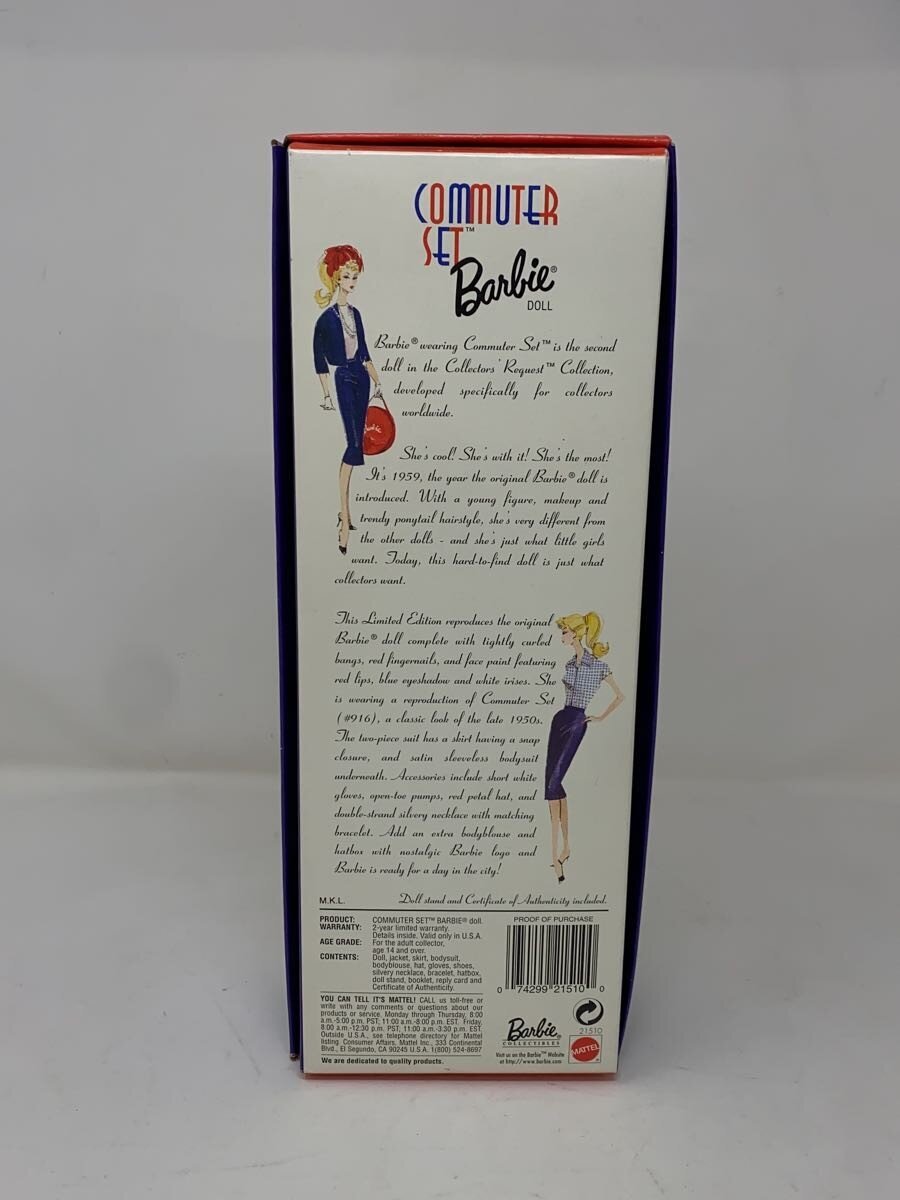 COMMUTER
SET™
Barbie®
DOLL
Barbie® wearing Commuter Set™ is the second
doll in the Collectors' Request™ Collection,
developed specifically for collectors
worldwide.
She's cool! She's with it! She's the most!
It's 1959, the year the original Barbie® doll is
introduced. With a young figure, makeup and
trendy ponytail hairstyle, she's very different from
the other dolls - and she's just what little girls
want. Today, this hard-to-find doll is just what
collectors want.
This Limited Edition reproduces the original
Barbie® doll complete with tightly curled
bangs, red fingernails, and face paint featuring
red lips, blue eyeshadow and white irises. She
is wearing a reproduction of Commuter Set
(#916), a classic look of the late 1950s.
The two-piece suit has a skirt having a snap
closure, and satin sleeveless bodysuit
underneath. Accessories include short white
gloves, open-toe pumps, red petal hat, and
double-strand silvery necklace with matching
bracelet. Add an extra bodyblouse and
hatbox with nostalgic Barbie logo and
Barbie is ready for a day in the city!
M.K.L.
Doll stand and Certificate of Authenticity included.
PRODUCT: COMMUTER SET™ BARBIE® doll.
WARRANTY: 2-year limited warranty.
Details inside. Valid only in U.S.A.
AGE GRADE: For the adult collector,
age 14 and over.
CONTENTS: Doll, jacket, skirt, bodysuit,
bodyblouse, hat, gloves, shoes,
silvery necklace, bracelet, hatbox,
doll stand, booklet, reply card and
Certificate of Authenticity.
YOU CAN TELL IT'S MATTEL! CALL us toll-free or
write with any comments or questions about our
products or service. Monday through Thursday, 8:00
a.m.-5:00 p.m. PST; 11:00 a.m.-8:00 p.m. EST. Friday,
8:00 a.m.-12:30 p.m. PST; 11:00 a.m.-3:30 p.m. EST.
Outside U.S.A., see telephone directory for Mattel
listing. Consumer Affairs, Mattel Inc., 333 Continental
Blvd., El Segundo, CA 90245 U.S.A. 1(800) 524-8697
We are dedicated to quality products.
PROOF OF PURCHASE
0 74299 21510 0
21510
Barbie
COLLECTIBLES
Visit us on the Barbie™ Website
at http://www.barbie.com
MATTEL